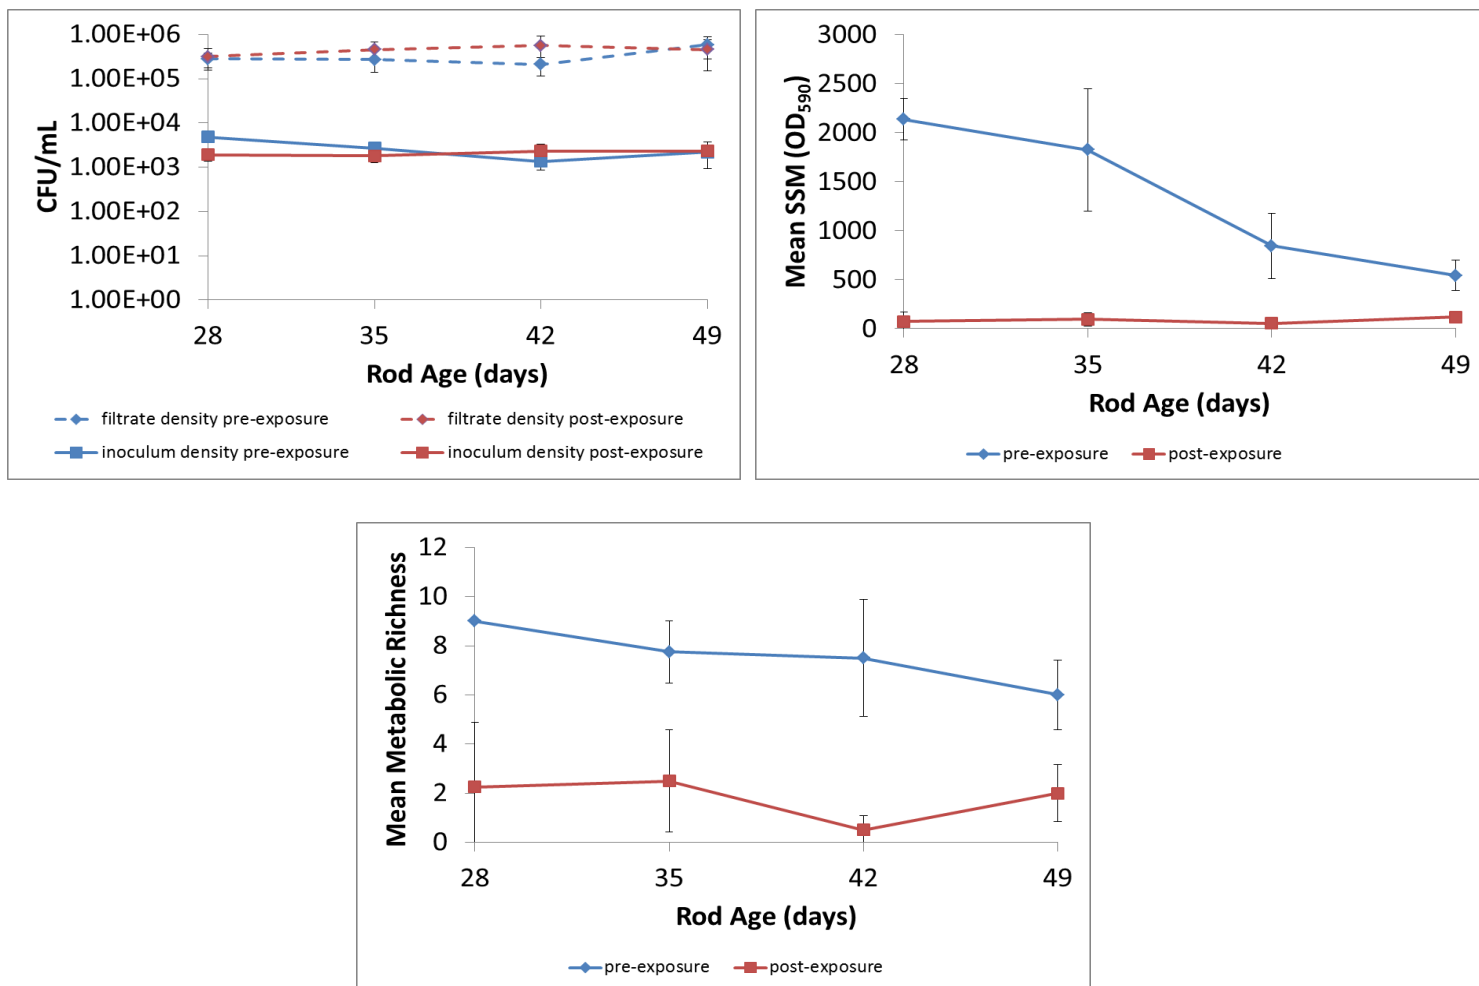 1.00E+06
1.00E+05
1.00E+04
1.00E+03
1.00E+02
1.00E+01
1.00E+00
CFU/mL
28 35 42 49
Rod Age (days)
filtrate density pre-exposure filtrate density post-exposure
inoculum density pre-exposure inoculum density post-exposure
3000
2500
2000
1500
1000
500
0
Mean SSM (OD590)
28 35 42 49
Rod Age (days)
pre-exposure post-exposure
12
10
8
6
4
2
0
Mean Metabolic Richness
28 35 42 49
Rod Age (days)
pre-exposure post-exposure